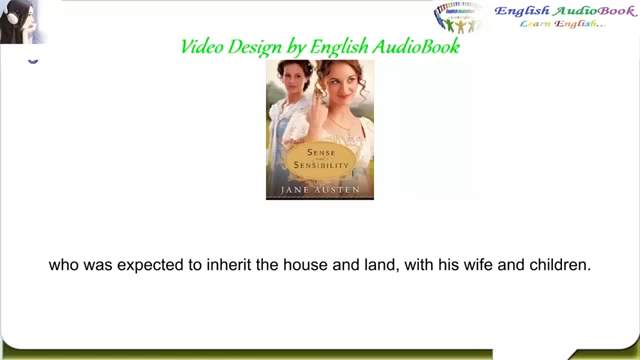 English AudioBook
Learn English...
Video Design by English AudioBook
SENSE
and
SENSIBILITY
JANE AUSTEN
who was expected to inherit the house and land, with his wife and children.